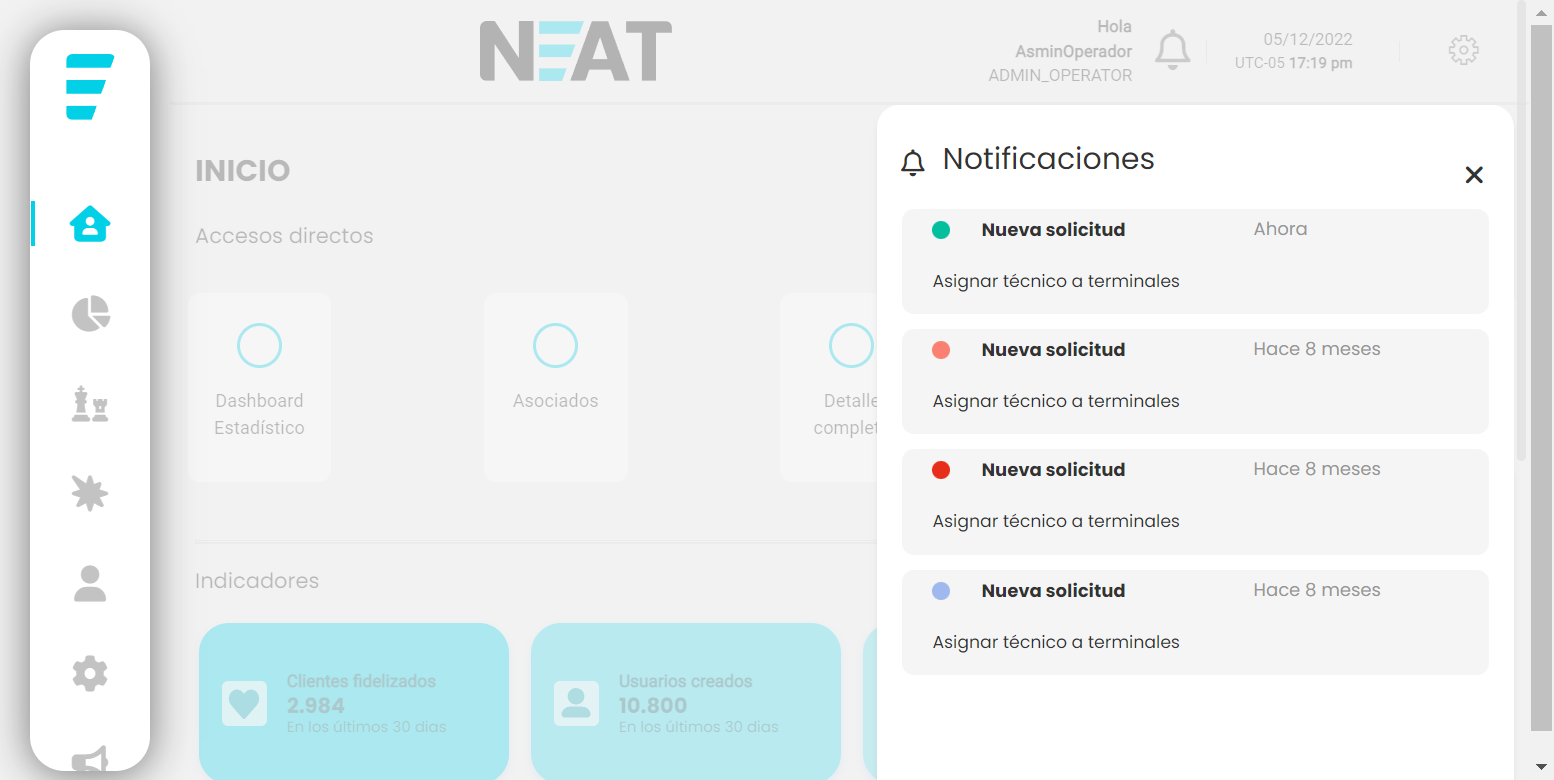 NEAT
Hola
AsminOperador
ADMIN_OPERATOR
05/12/2022
UTC-05 17:19 pm
INICIO
Accesos directos
Dashboard
Estadístico
Asociados
Detalle
complet
Indicadores
Clientes fidelizados
2.984
En los últimos 30 dias
Usuarios creados
10.800
En los últimos 30 dias
Notificaciones
Nueva solicitud Ahora
Asignar técnico a terminales
Nueva solicitud Hace 8 meses
Asignar técnico a terminales
Nueva solicitud Hace 8 meses
Asignar técnico a terminales
Nueva solicitud Hace 8 meses
Asignar técnico a terminales